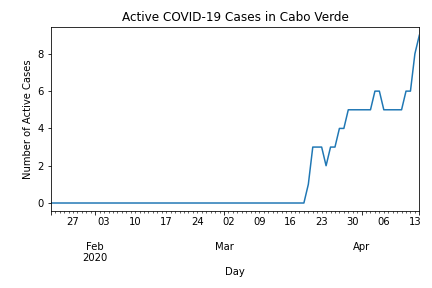 Active COVID-19 Cases in Cabo Verde
Number of Active Cases
8
6
4
2
0
27 03 10 17 24 02 09 16 23 30 06 13
Feb Mar Apr
2020
Day